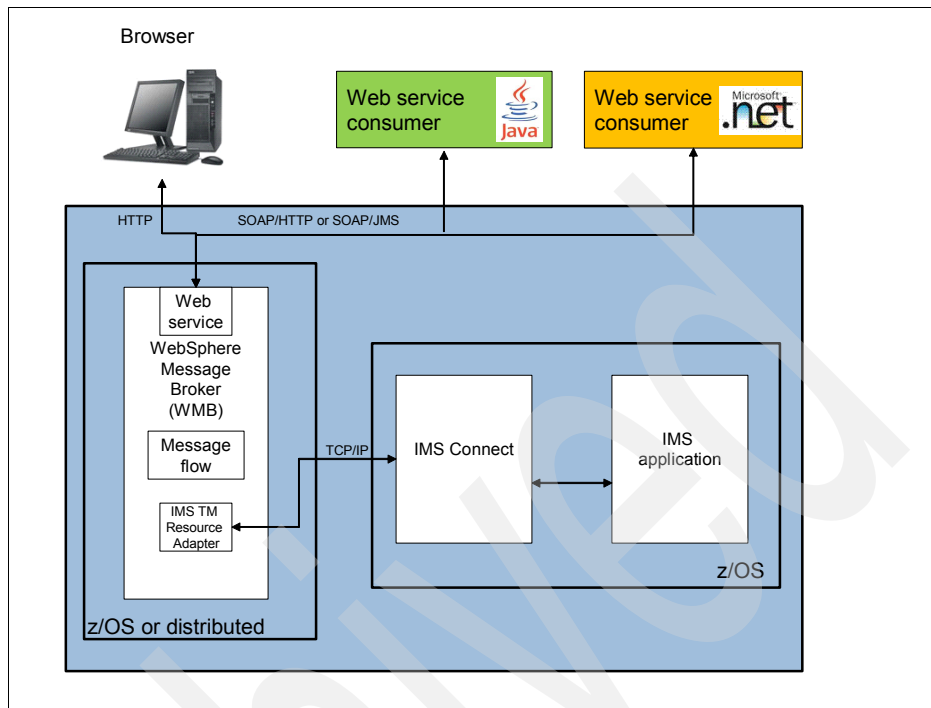 Browser
Web service
consumer
Java
Web service
consumer
Microsoft
.net
HTTP
SOAP/HTTP or SOAP/JMS
Web
service
WebSphere
Message
Broker
(WMB)
Message
flow
IMS TM
Resource
Adapter
z/OS or distributed
TCP/IP
IMS Connect
IMS
application
z/OS